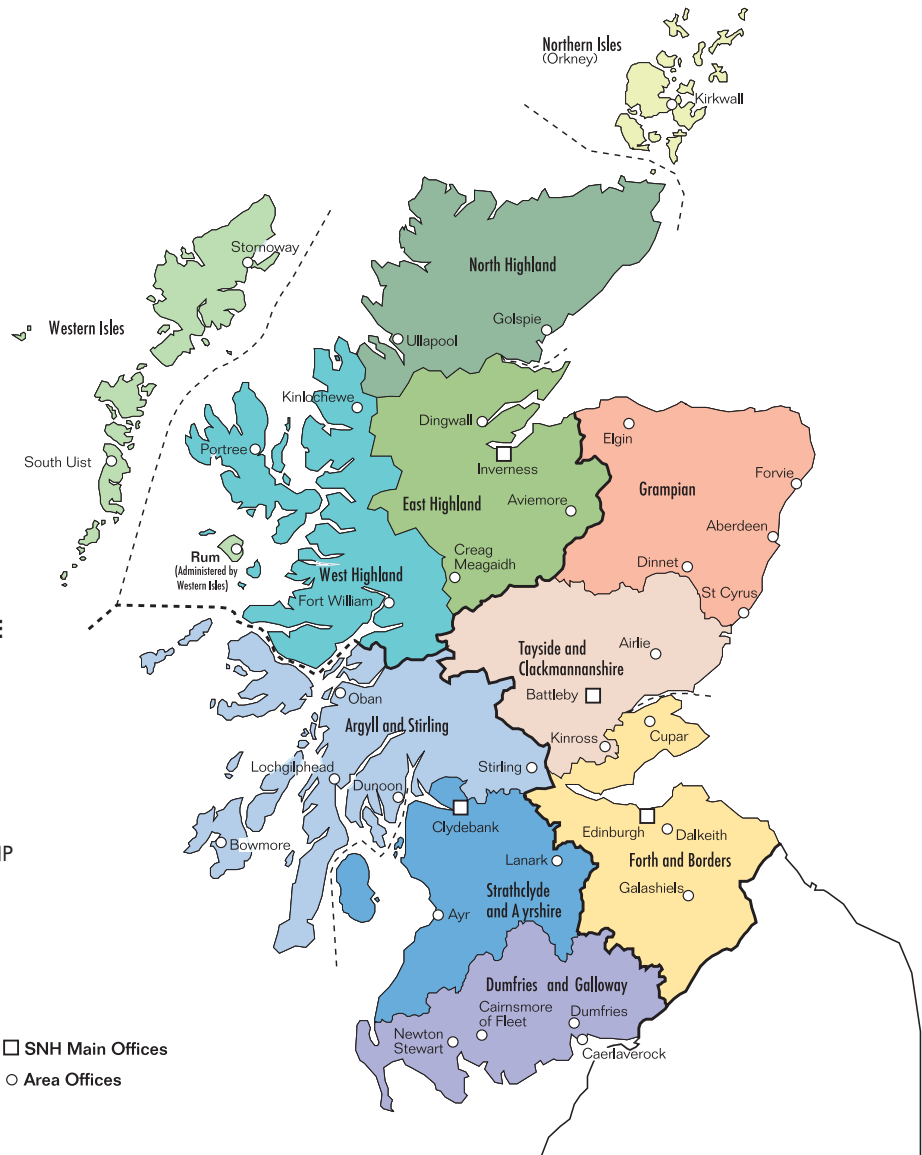 Northern Isles
(Orkney)
Kirkwall
Stornoway
North Highland
Western Isles
Golspie
Ullapool
Kinlochewe
Dingwall
Elgin
Portree
South Uist
Inverness
Forvie
Grampian
East Highland
Aviemore
Aberdeen
Rum
(Administered by
Western Isles)
Creag
Meagaidh
Dinnet
West Highland
Fort William
St Cyrus
E
Airlie
Tayside and
Clackmannanshire
Battleby
Oban
Argyll and Stirling
Cupar
Kinross
Lochgilphead
Stirling
Dunoon
Clydebank
Edinburgh
Dalkeith
Bowmore
IP
Lanark
Forth and Borders
Strathclyde
and A yrshire
Galashiels
Ayr
Dumfries and Galloway
Cairnsmore
of Fleet
Dumfries
Newton
Stewart
Caerlaverock
SNH Main Offices
Area Offices